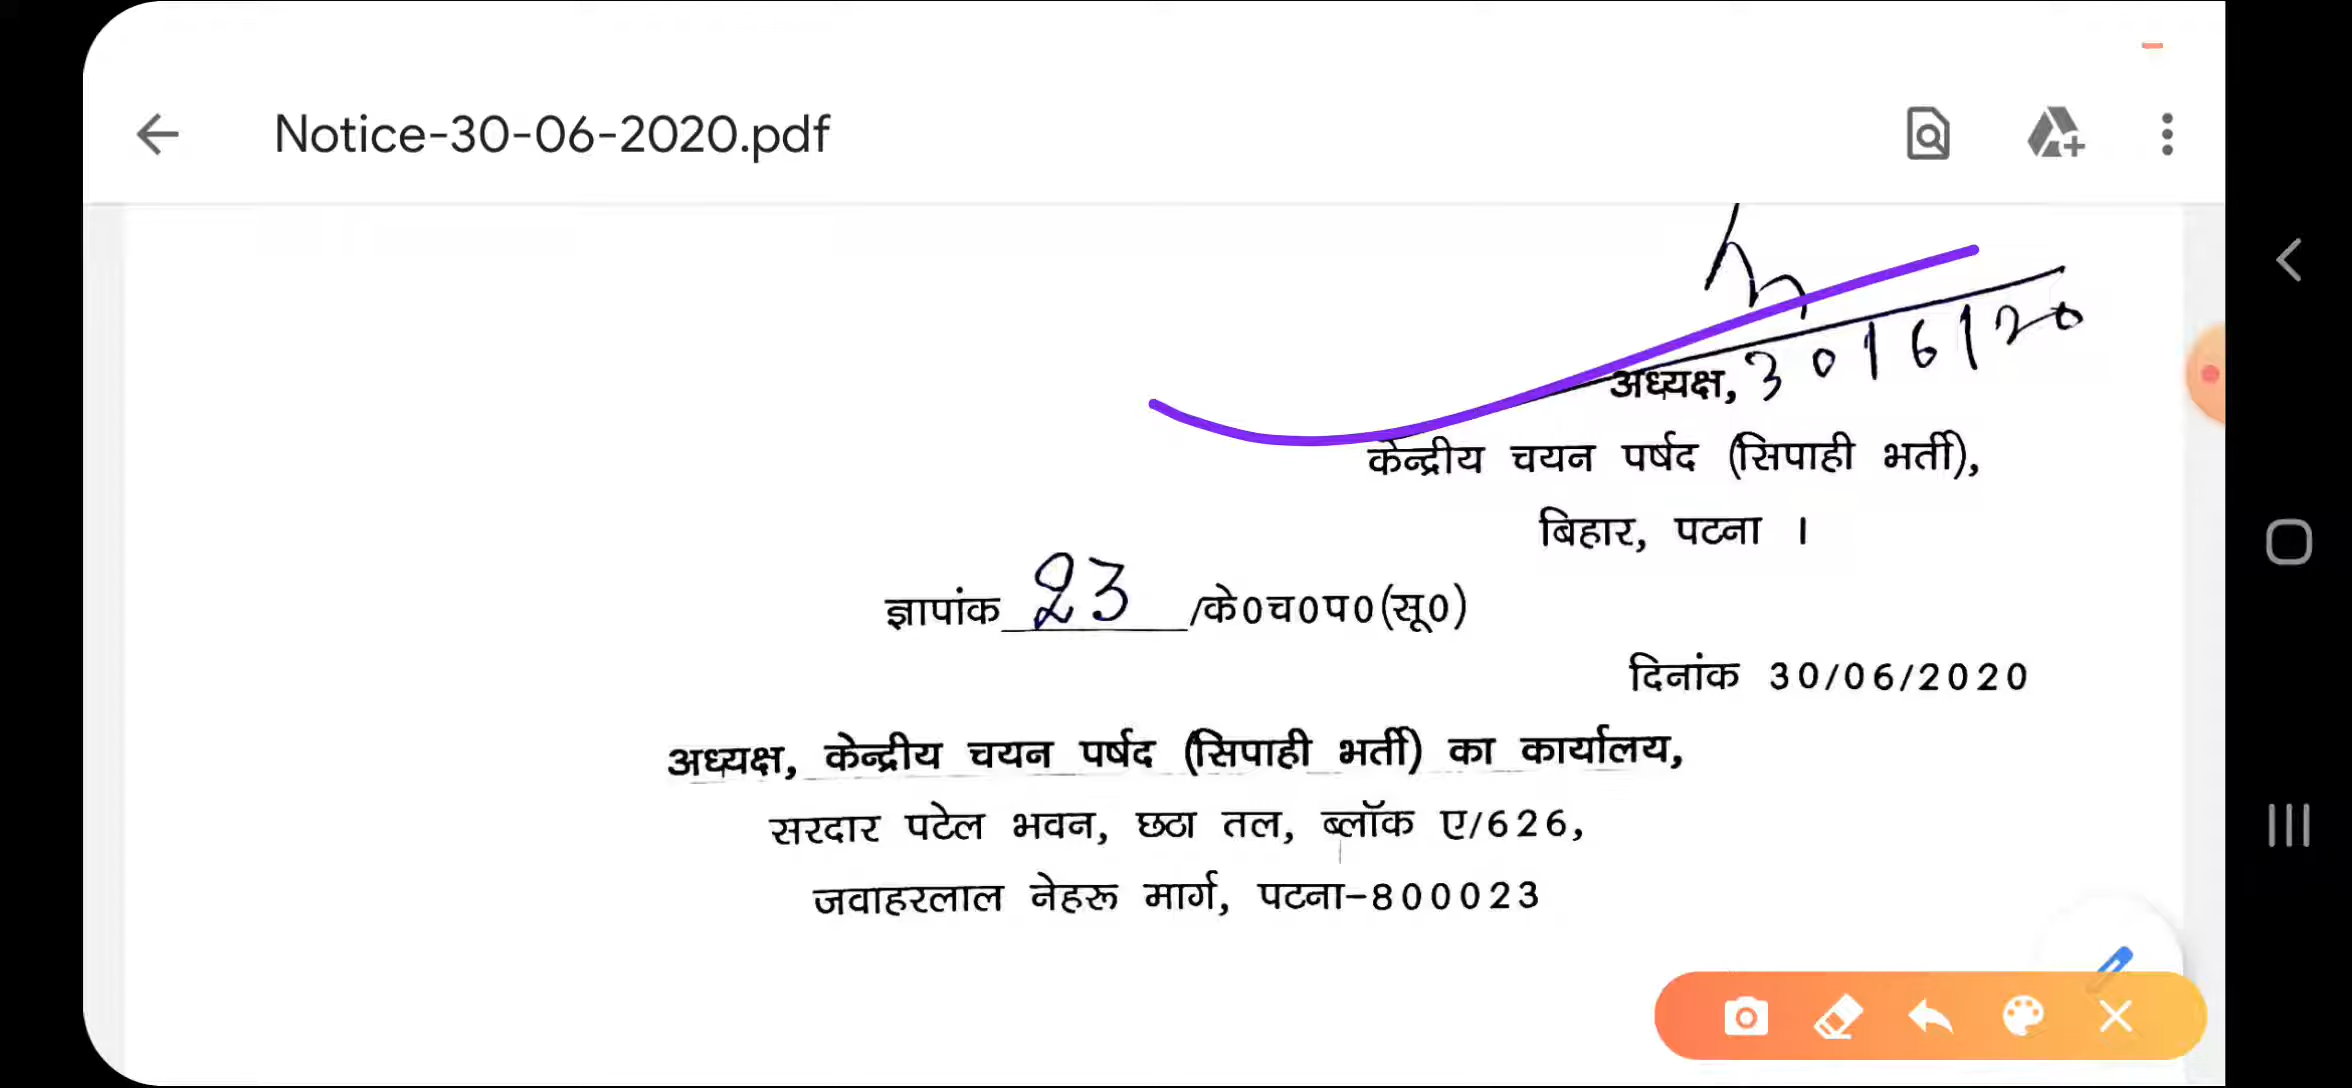 Notice-30-06-2020.pdf
30/6/20
अध्यक्ष,
केन्द्रीय चयन पर्षद (सिपाही भर्ती),
बिहार, पटना ।
ज्ञापांक 23 /के0च0प0(सू0)
दिनांक 30/06/2020
अध्यक्ष, केन्द्रीय चयन पर्षद (सिपाही भर्ती) का कार्यालय,
सरदार पटेल भवन, छठा तल, ब्लॉक ए/626,
जवाहरलाल नेहरू मार्ग, पटना-800023